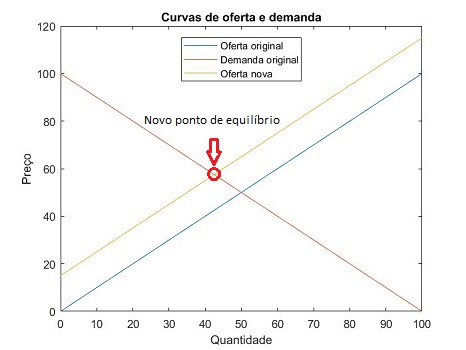 Curvas de oferta e demanda
120
100
80
60
40
20
0
Preço
Oferta original
Demanda original
Oferta nova
Novo ponto de equilíbrio
0 10 20 30 40 50 60 70 80 90 100
Quantidade